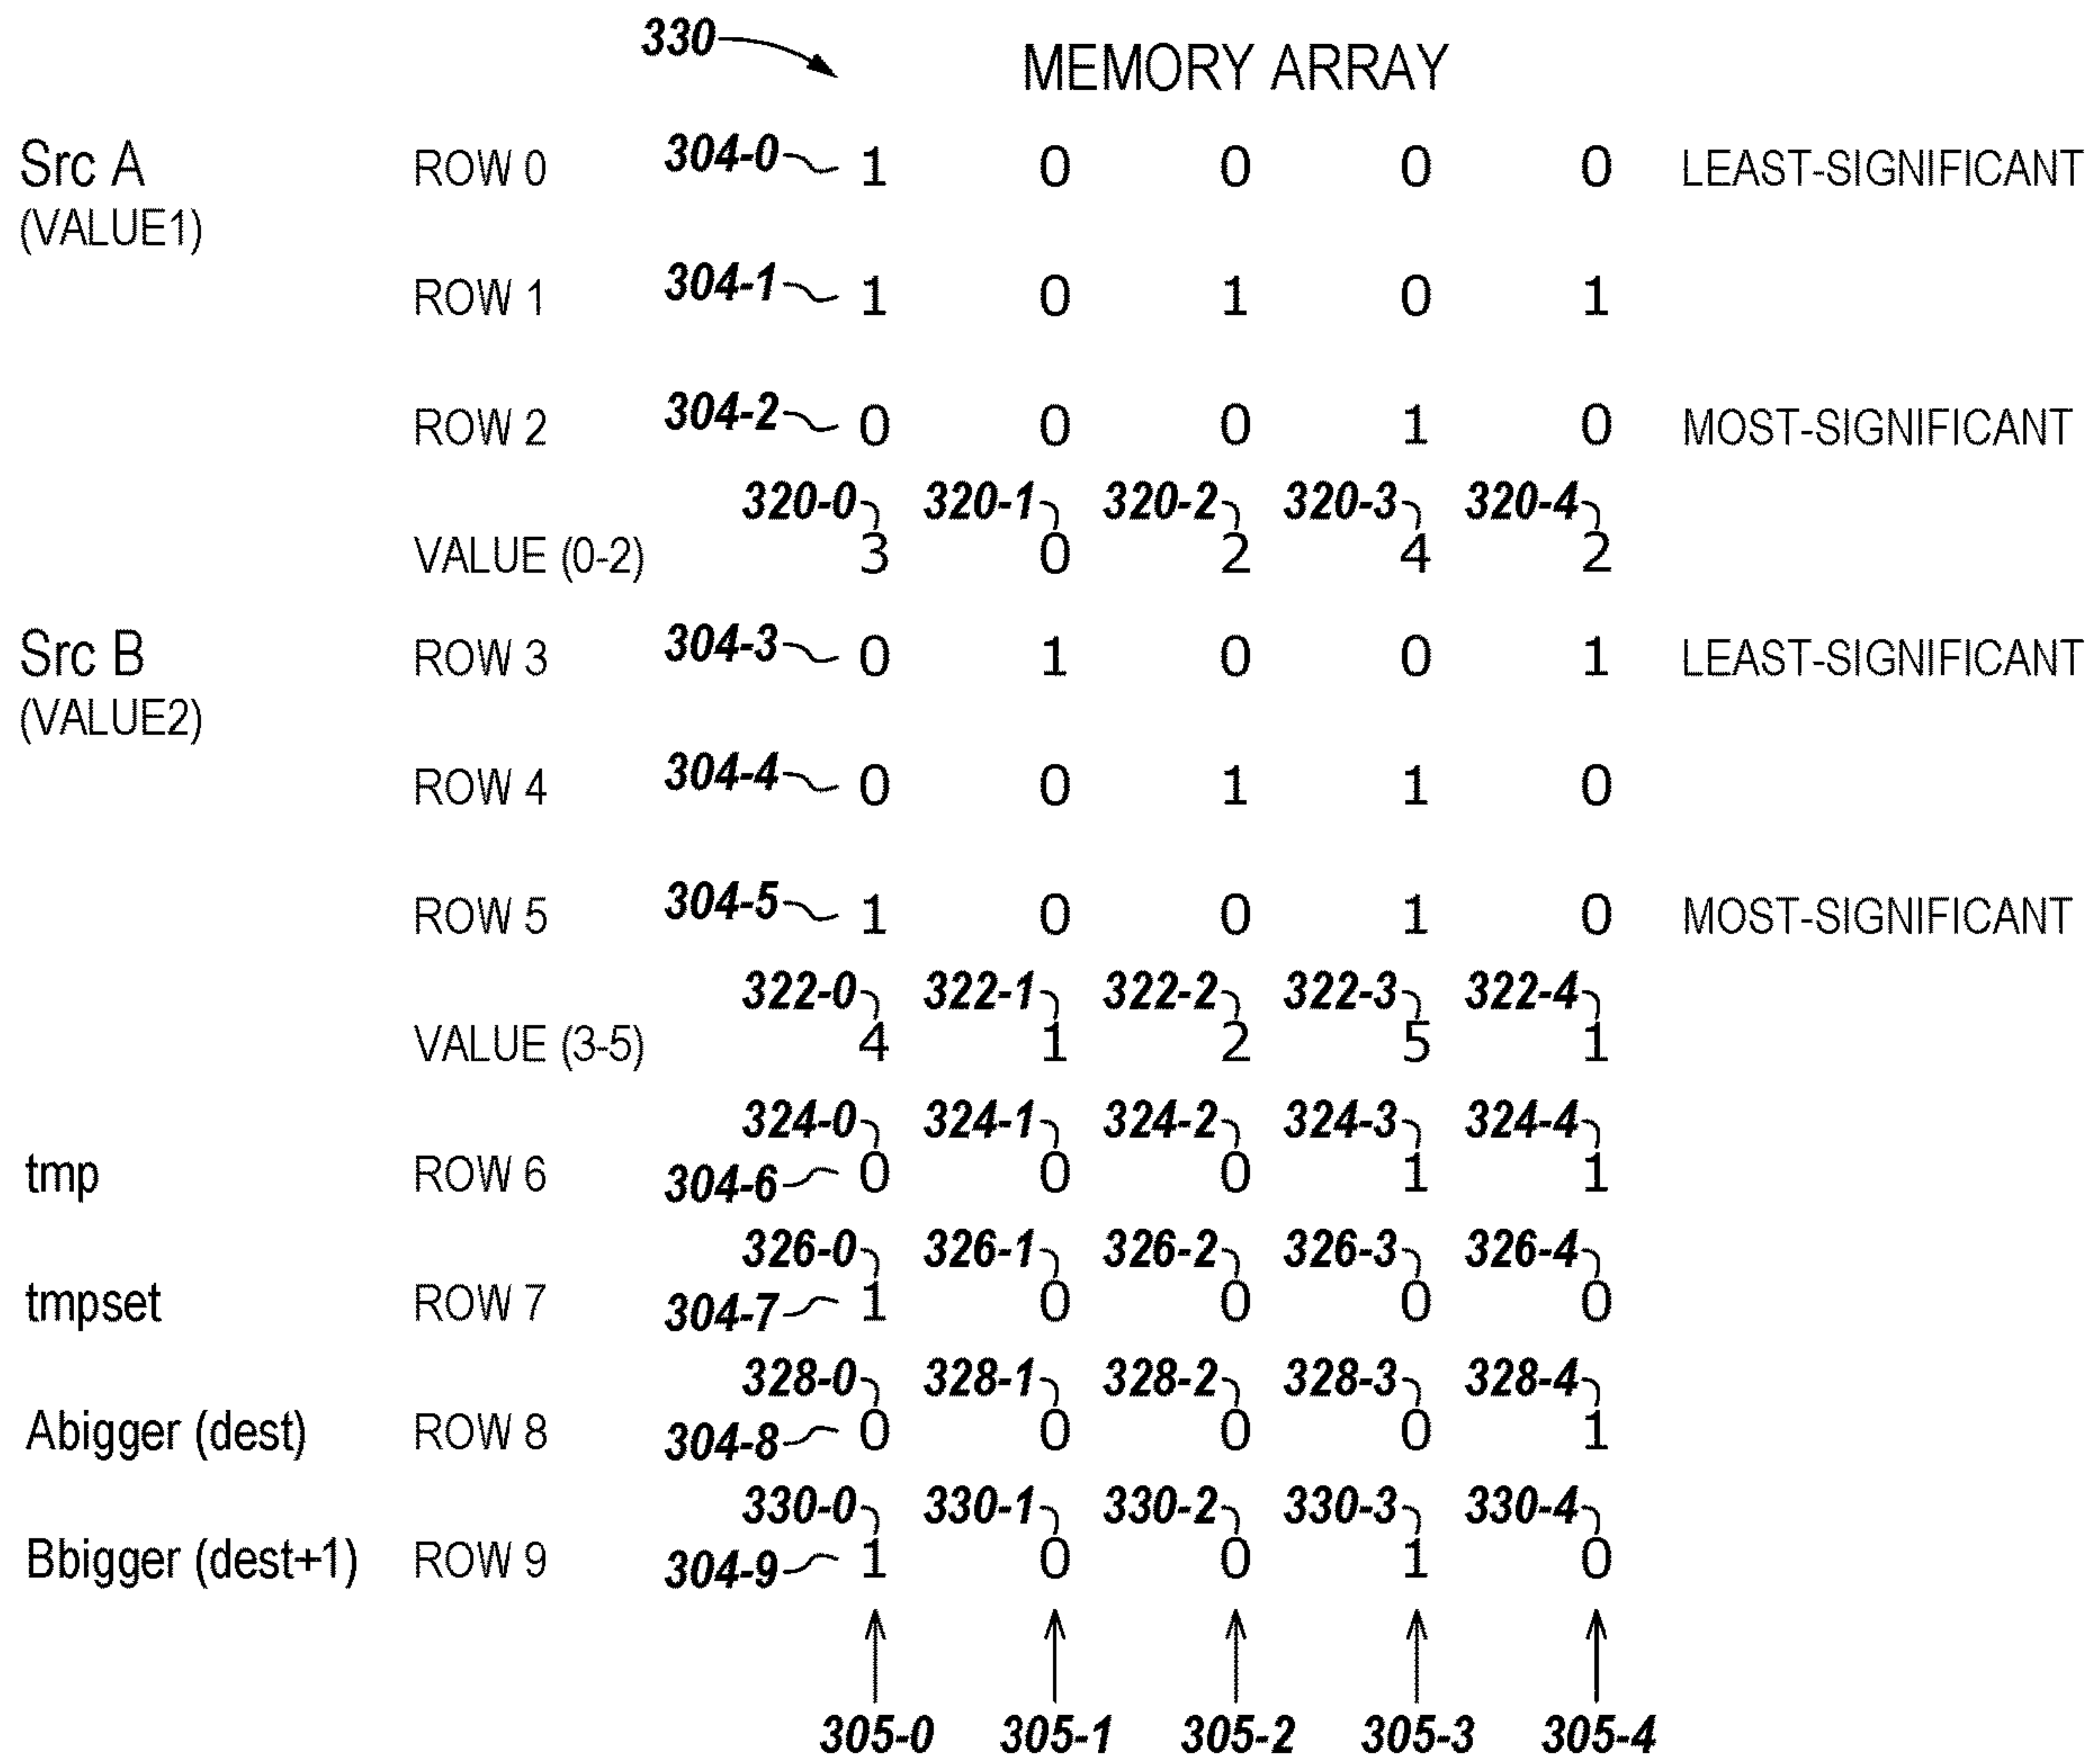 330 MEMORY ARRAY
Src A ROW 0 304-0 1 0 0 0 0 LEAST-SIGNIFICANT
(VALUE1)
ROW 1 304-1 1 0 1 0 1
ROW 2 304-2 0 0 0 1 0 MOST-SIGNIFICANT
320-0 320-1 320-2 320-3 320-4
VALUE (0-2) 3 0 2 4 2
Src B ROW 3 304-3 0 1 0 0 1 LEAST-SIGNIFICANT
(VALUE2)
ROW 4 304-4 0 0 1 1 0
ROW 5 304-5 1 0 0 1 0 MOST-SIGNIFICANT
322-0 322-1 322-2 322-3 322-4
VALUE (3-5) 4 1 2 5 1
324-0 324-1 324-2 324-3 324-4
tmp ROW 6 304-6 0 0 0 1 1
326-0 326-1 326-2 326-3 326-4
tmpset ROW 7 304-7 1 0 0 0 0
328-0 328-1 328-2 328-3 328-4
Abigger (dest) ROW 8 304-8 0 0 0 0 1
330-0 330-1 330-2 330-3 330-4
Bbigger (dest+1) ROW 9 304-9 1 0 0 1 0
305-0 305-1 305-2 305-3 305-4